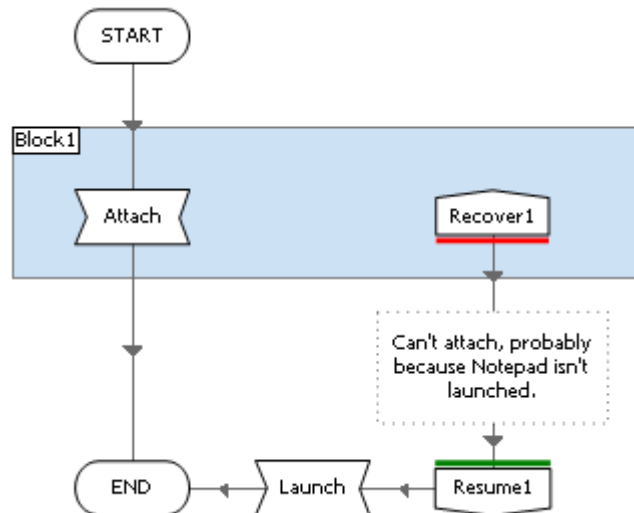 START
Block1
Attach
Recover1
Can't attach, probably
because Notepad isn't
launched.
END
Launch
Resume1